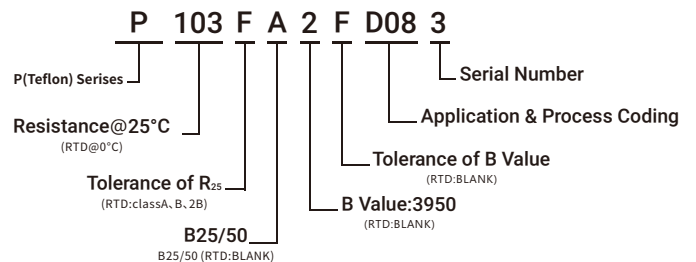 P 103 F A 2 F D08 3
P(Teflon) Serises
Serial Number
Resistance@25°C
(RTD@0°C)
Application & Process Coding
Tolerance of B Value
(RTD:BLANK)
Tolerance of R25
(RTD:classA、B、2B)
B Value:3950
(RTD:BLANK)
B25/50
B25/50 (RTD:BLANK)